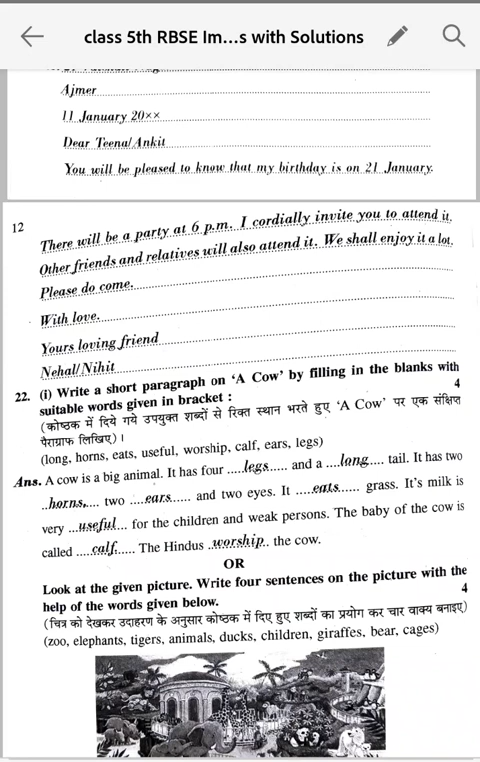 class 5th RBSE Im...s with Solutions
Ajmer
11 January 20××
Dear Teena/Ankit
You will be pleased to know that my birthday is on 21 January.
12
There will be a party at 6 p.m. I cordially invite you to attend it.
Other friends and relatives will also attend it. We shall enjoy it a lot.
Please do come.
With love.
Yours loving friend
Nehal/Nihit
22. (i) Write a short paragraph on ‘A Cow’ by filling in the blanks with
suitable words given in bracket : 4
(कोष्ठक में दिये गये उपयुक्त शब्दों से रिक्त स्थान भरते हुए ‘A Cow’ पर एक संक्षिप्त
पैराग्राफ लिखिए)।
(long, horns, eats, useful, worship, calf, ears, legs)
Ans. A cow is a big animal. It has four ....legs..... and a ....long.... tail. It has two
..horns,.... two ....ears...... and two eyes. It .....eats...... grass. It’s milk is
very ...useful... for the children and weak persons. The baby of the cow is
called .....calf,..... The Hindus ..worship.. the cow.
OR
Look at the given picture. Write four sentences on the picture with the
help of the words given below. 4
(चित्र को देखकर उदाहरण के अनुसार कोष्ठक में दिए हुए शब्दों का प्रयोग कर चार वाक्य बनाइए)
(zoo, elephants, tigers, animals, ducks, children, giraffes, bear, cages)